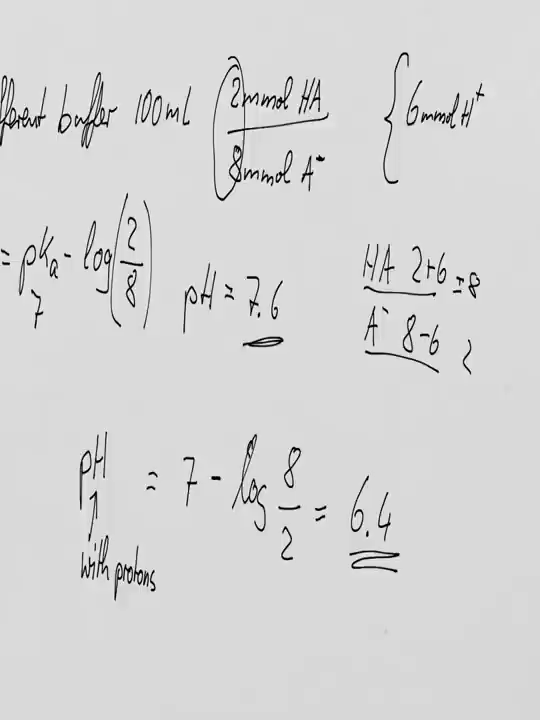 fferent buffer 100ml (2mmol HA / 8mmol A⁻) { 6mmol H⁺
= pKa - log(2/8) pH = 7.6
7
HA 2+6 = 8
A⁻ 8-6 2
pH = 7 - log 8/2 = 6.4
↑
with protons